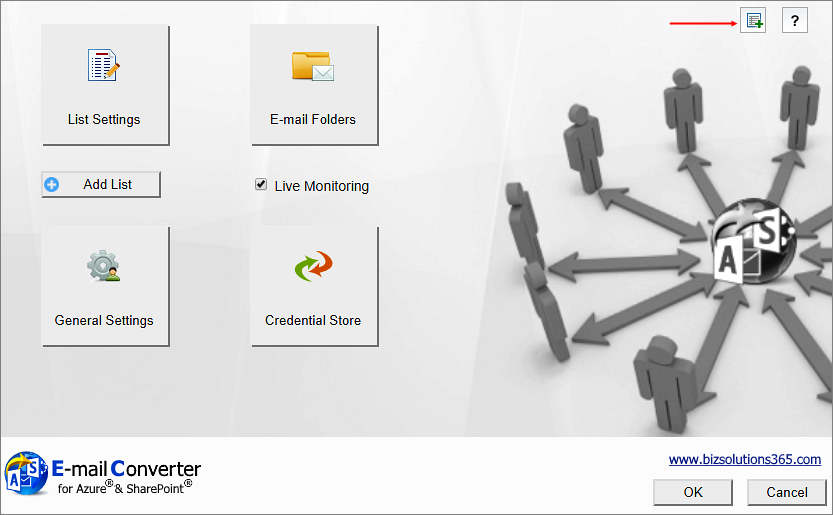 ?
List Settings
E-mail Folders
Add List
Live Monitoring
General Settings
Credential Store
A S
A S
E-mail Converter
for Azure® & SharePoint®
www.bizsolutions365.com
OK
Cancel